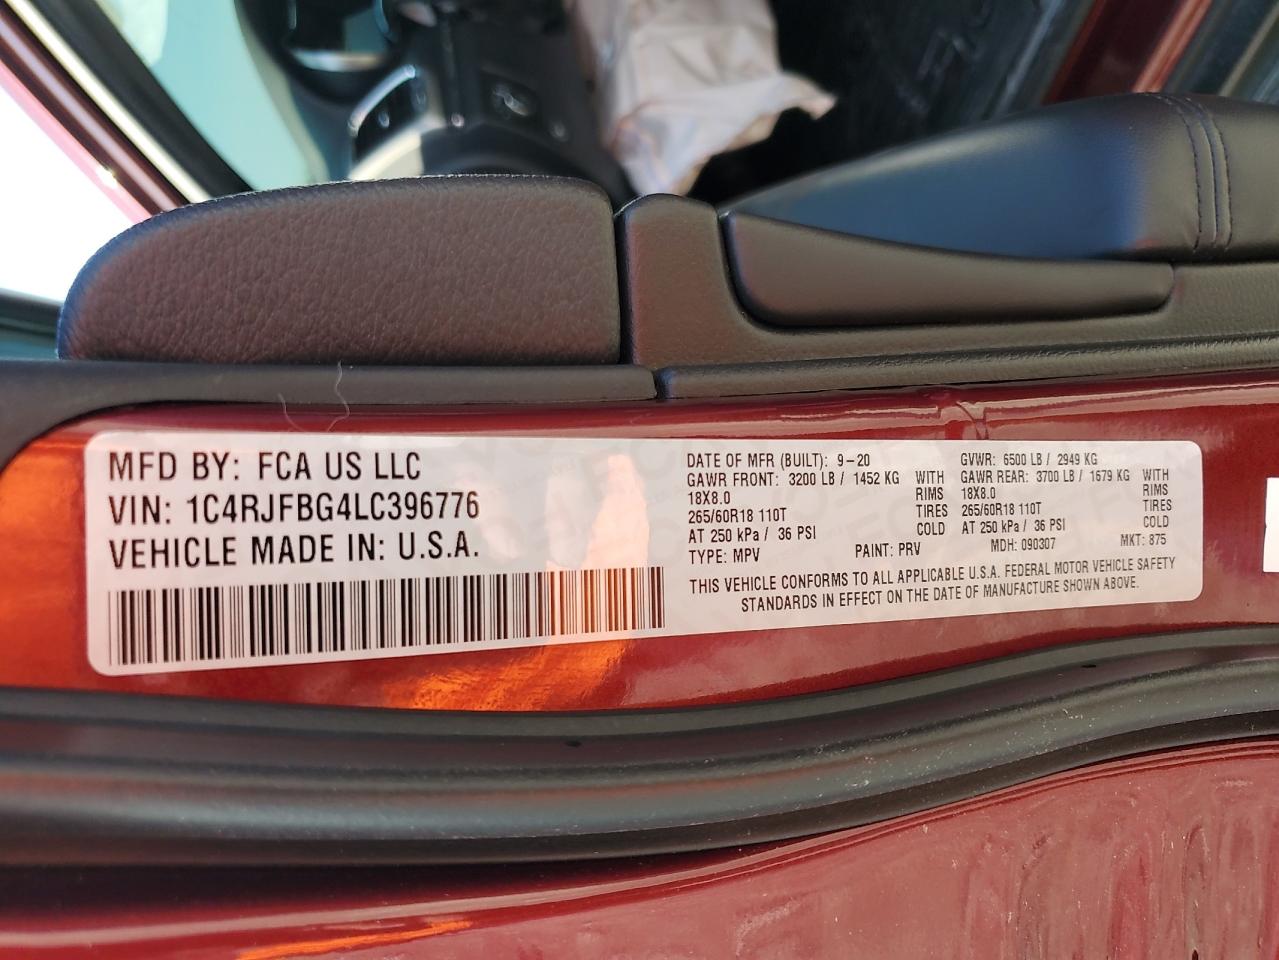 MFD BY: FCA US LLC
VIN: 1C4RJFBG4LC396776
VEHICLE MADE IN: U.S.A.
DATE OF MFR (BUILT): 9-20 GVWR: 6500 LB / 2949 KG
GAWR FRONT: 3200 LB / 1452 KG WITH GAWR REAR: 3700 LB / 1679 KG WITH
18X8.0 RIMS 18X8.0 RIMS
265/60R18 110T TIRES 265/60R18 110T TIRES
AT 250 kPa / 36 PSI COLD AT 250 kPa / 36 PSI COLD
TYPE: MPV PAINT: PRV MDH: 090307 MKT: 875
THIS VEHICLE CONFORMS TO ALL APPLICABLE U.S.A. FEDERAL MOTOR VEHICLE SAFETY
STANDARDS IN EFFECT ON THE DATE OF MANUFACTURE SHOWN ABOVE.